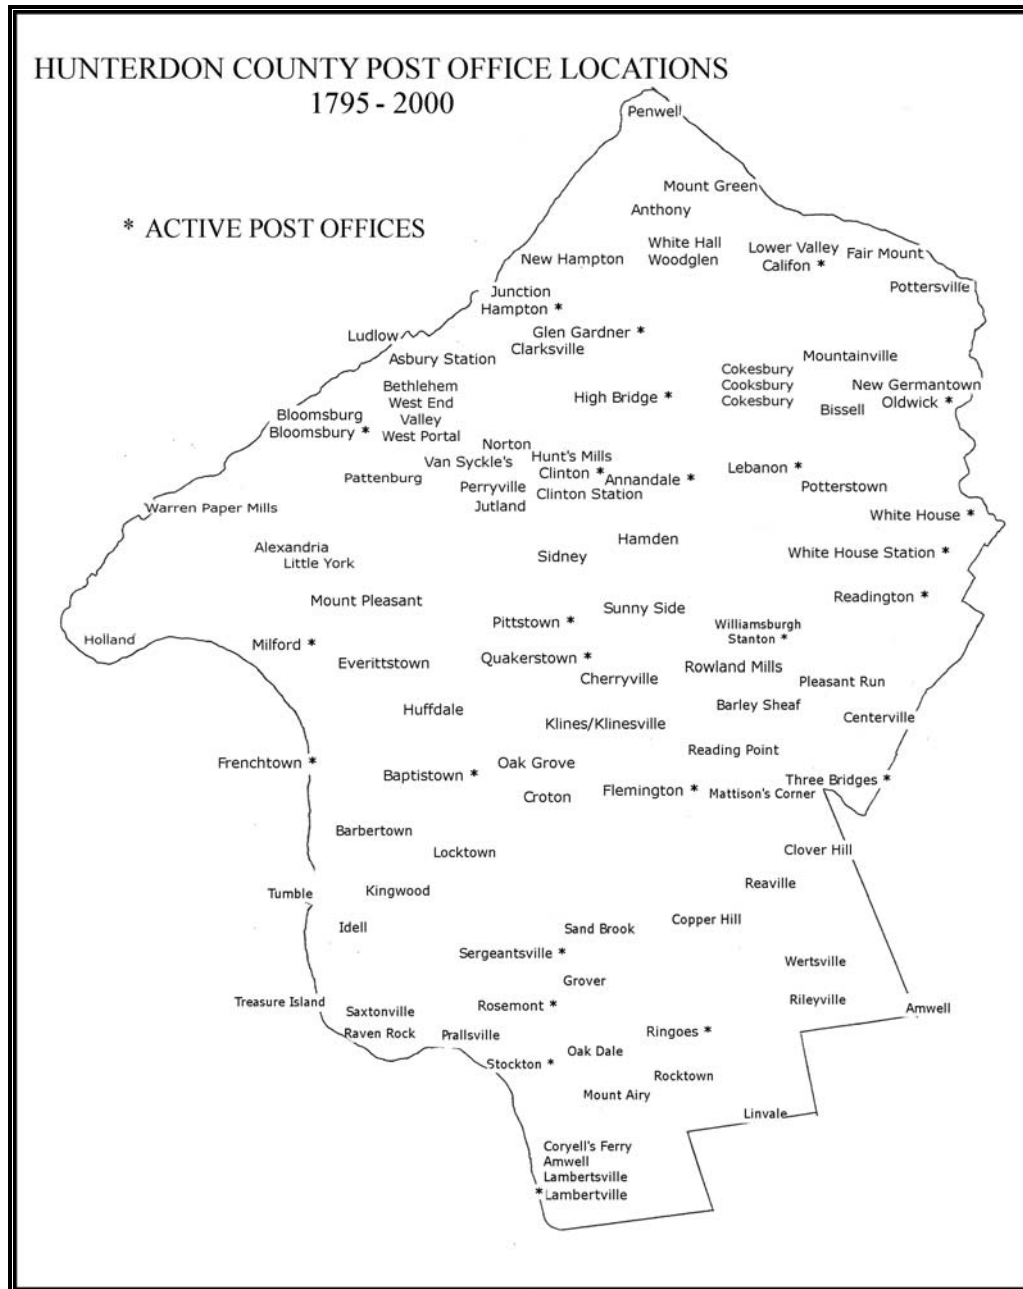 HUNTERDON COUNTY POST OFFICE LOCATIONS
1795 - 2000
Penwell
* ACTIVE POST OFFICES
Mount Green
Anthony
White Hall
Woodglen
Lower Valley
Califon *
Fair Mount
New Hampton
Pottersville
Junction
Hampton *
Ludlow
Glen Gardner *
Clarksville
Asbury Station
Mountainville
Cokesbury
Cooksbury
Cokesbury
New Germantown
Oldwick *
Bissell
Bethlehem
West End
Valley
West Portal
High Bridge *
Bloomsburg
Bloomsbury *
Norton
Van Syckle's
Hunt's Mills
Clinton *
Clinton Station
Annandale *
Lebanon *
Potterstown
Pattenburg
Perryville
Jutland
Warren Paper Mills
White House *
Alexandria
Little York
Sidney
Hamden
White House Station *
Mount Pleasant
Sunny Side
Readington *
Holland
Milford *
Pittstown *
Williamsburgh
Stanton *
Everittstown
Quakerstown *
Cherryville
Rowland Mills
Pleasant Run
Huffdale
Klines/Klinesville
Barley Sheaf
Centerville
Reading Point
Frenchtown *
Baptistown *
Oak Grove
Three Bridges *
Croton
Flemington *
Mattison's Corner
Barbertown
Locktown
Clover Hill
Tumble
Kingwood
Reaville
Idell
Sand Brook
Copper Hill
Sergeantsville *
Wertsville
Grover
Treasure Island
Saxtonville
Rosemont *
Rileyville
Amwell
Raven Rock
Prallsville
Ringoes *
Stockton *
Oak Dale
Rocktown
Mount Airy
Linvale
Coryell's Ferry
Amwell
Lambertsville
* Lambertville